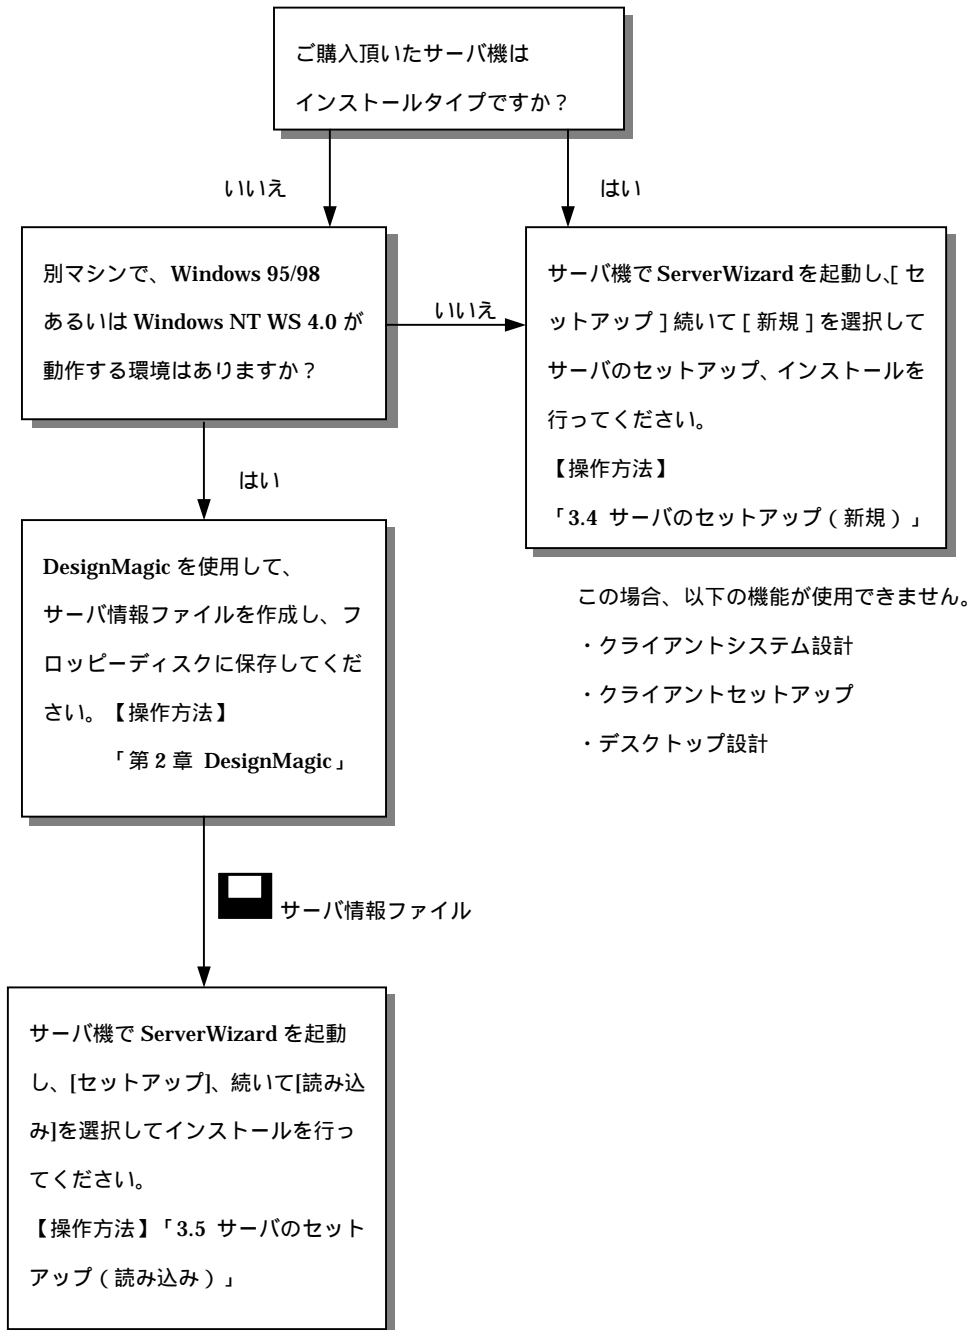 ご購入頂いたサーバ機は
インストールタイプですか？
いいえ
はい
別マシンで、Windows 95/98
あるいは Windows NT WS 4.0 が
動作する環境はありますか？
いいえ
サーバ機で ServerWizard を起動し、[ セ
ットアップ ] 続いて [ 新規 ] を選択して
サーバのセットアップ、インストールを
行ってください。
【操作方法】
「3.4 サーバのセットアップ（新規）」
はい
DesignMagic を使用して、
サーバ情報ファイルを作成し、フ
ロッピーディスクに保存してくだ
さい。【操作方法】
「第 2 章 DesignMagic」
この場合、以下の機能が使用できません。
・クライアントシステム設計
・クライアントセットアップ
・デスクトップ設計
サーバ情報ファイル
サーバ機で ServerWizard を起動
し、[セットアップ]、続いて[読み込
み]を選択してインストールを行っ
てください。
【操作方法】「3.5 サーバのセット
アップ（読み込み）」